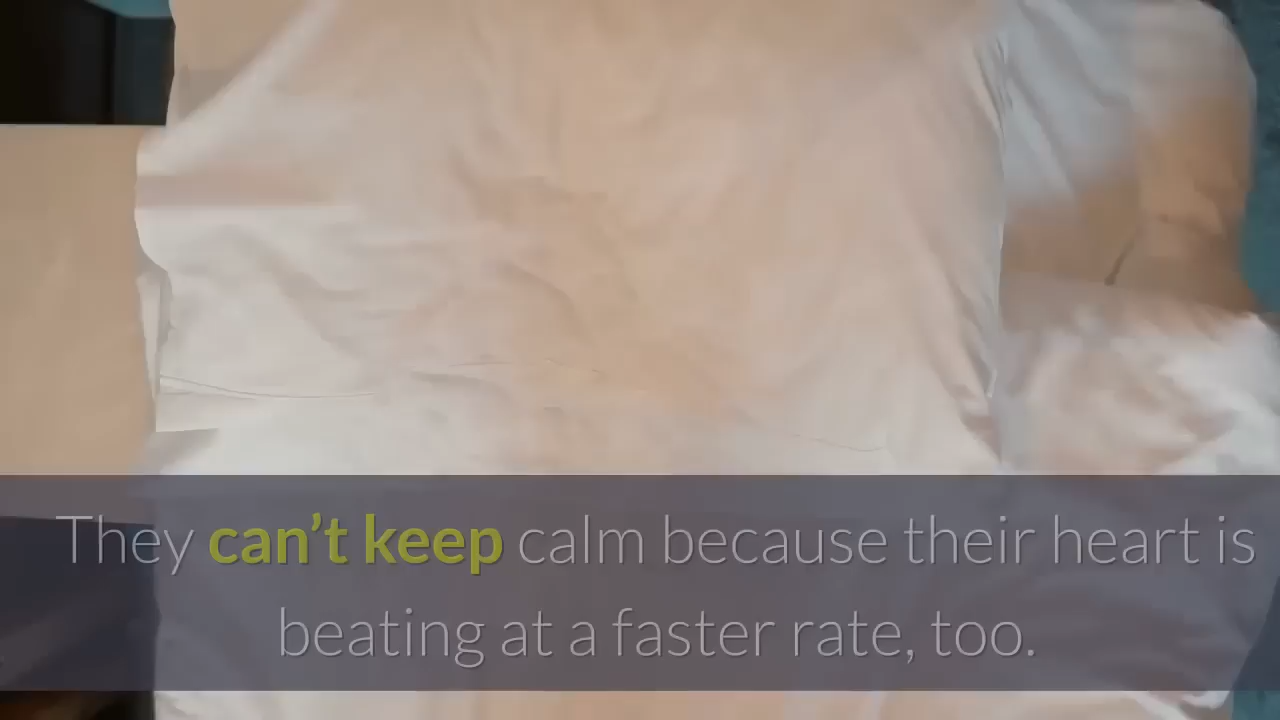 They can't keep calm because their heart is
beating at a faster rate, too.